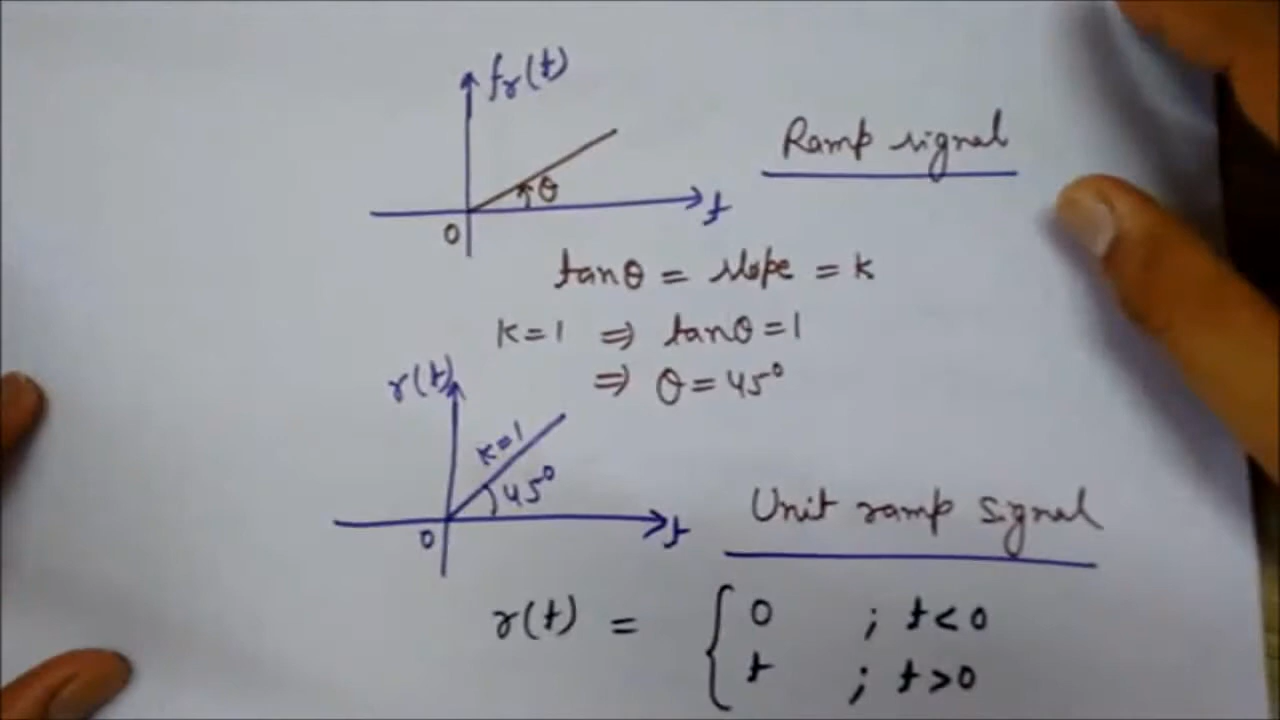 fr(t)
Ramp signal
θ
0
t
tanθ = slope = K
K=1 ⇒ tanθ=1
⇒ θ=45°
r(t)
K=1
45°
0
t
Unit ramp signal
r(t) = { 0 ; t<0
t ; t>0